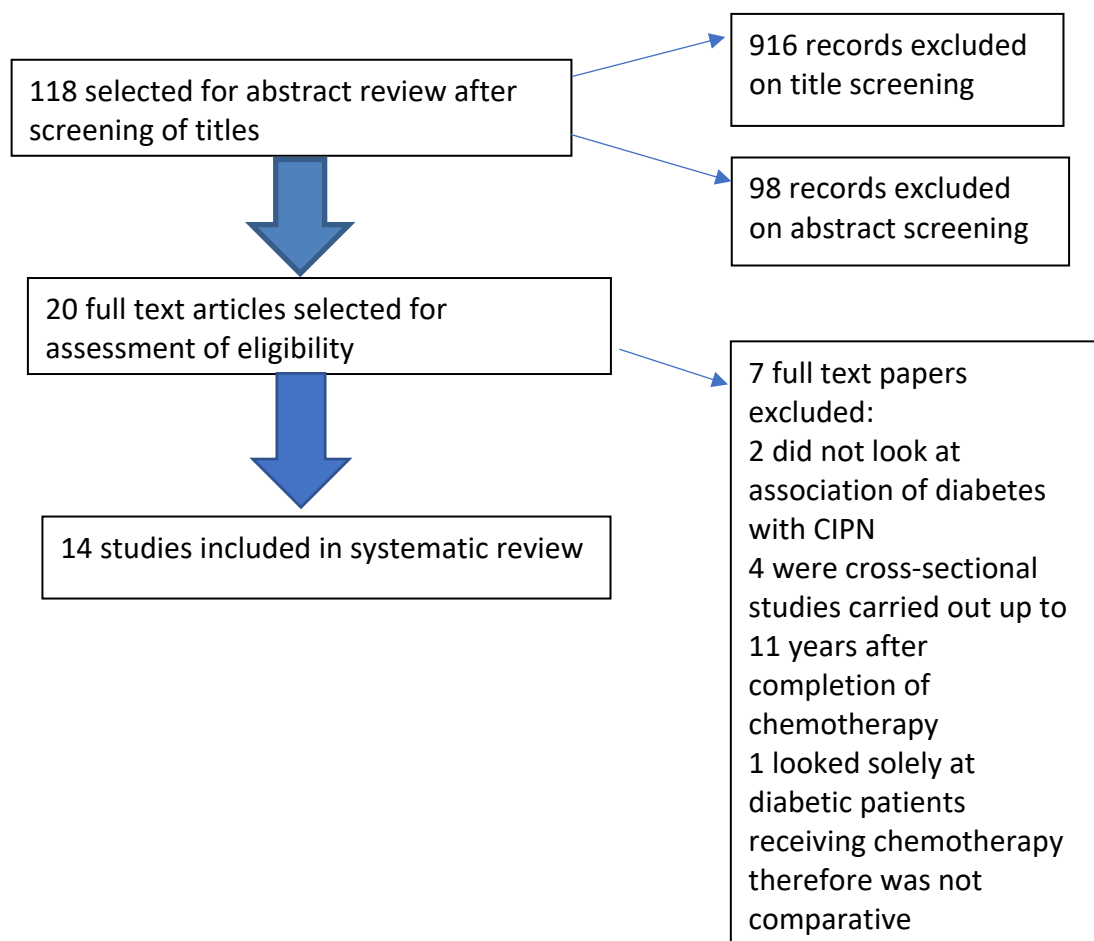 118 selected for abstract review after
screening of titles
916 records excluded
on title screening
98 records excluded
on abstract screening
20 full text articles selected for
assessment of eligibility
7 full text papers
excluded:
2 did not look at
association of diabetes
with CIPN
4 were cross-sectional
studies carried out up to
11 years after
completion of
chemotherapy
1 looked solely at
diabetic patients
receiving chemotherapy
therefore was not
comparative
14 studies included in systematic review